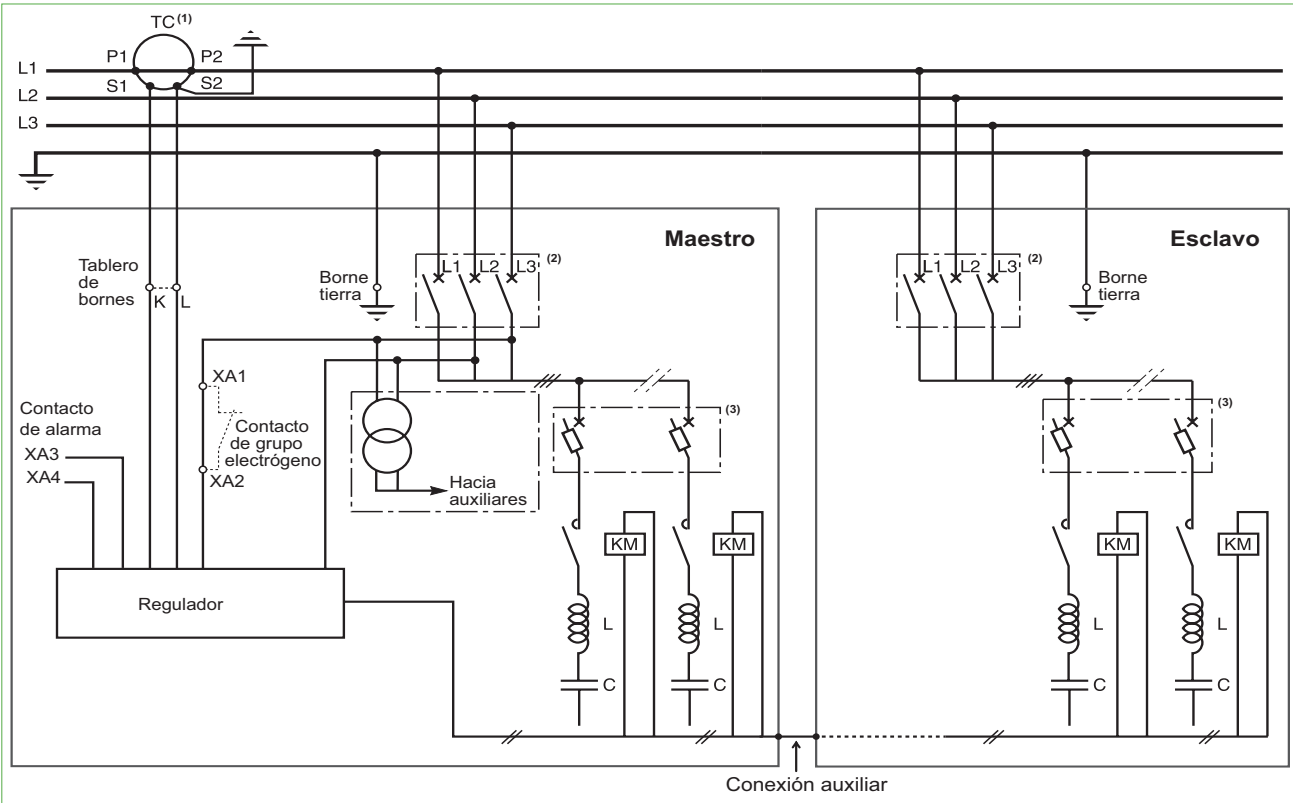 TC (1)
P1 P2
L1
S1 S2
L2
L3
Maestro
Esclavo
Tablero
de
bornes
K L
Borne
tierra
L1 L2 L3 (2)
L1 L2 L3 (2)
Borne
tierra
XA1
Contacto
de grupo
electrógeno
XA2
Contacto
de alarma
XA3
XA4
Hacia
auxiliares
(3)
(3)
KM KM
KM KM
Regulador
L L
L L
C C
C C
Conexión auxiliar